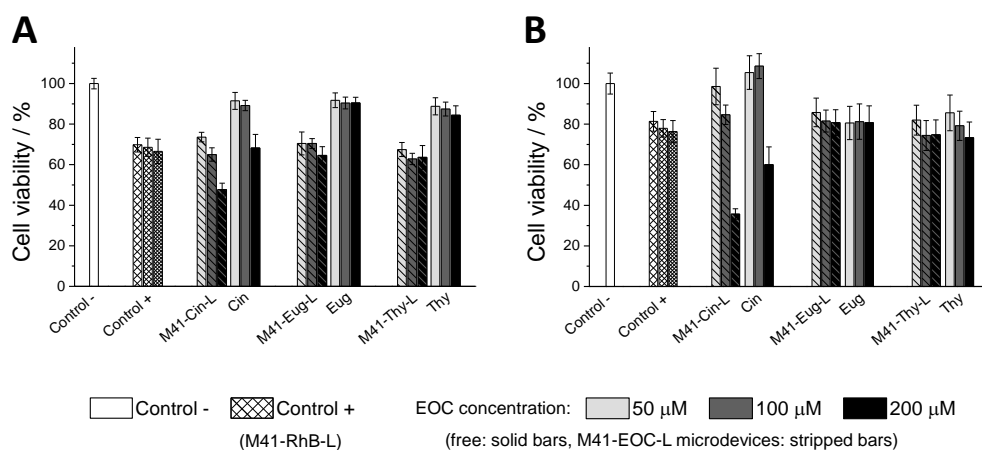 A
B
Cell viability / %
100
80
60
40
20
0
Control -
Control +
M41-Cin-L
Cin
M41-Eug-L
Eug
M41-Thy-L
Thy
Cell viability / %
100
80
60
40
20
0
Control -
Control +
M41-Cin-L
Cin
M41-Eug-L
Eug
M41-Thy-L
Thy
Control - Control + EOC concentration: 50 μM 100 μM 200 μM
(M41-RhB-L) (free: solid bars, M41-EOC-L microdevices: stripped bars)